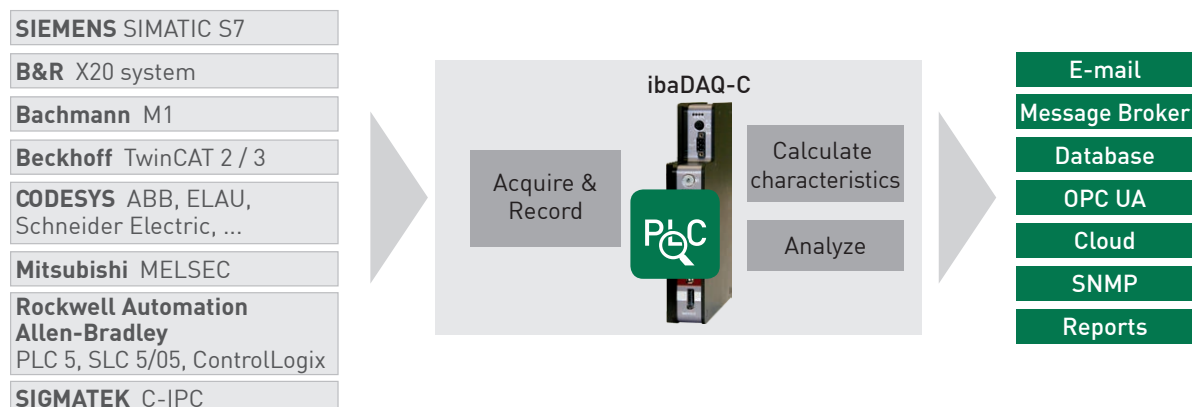 SIEMENS SIMATIC S7
B&R X20 system
Bachmann M1
Beckhoff TwinCAT 2 / 3
CODESYS ABB, ELAU,
Schneider Electric, ...
Mitsubishi MELSEC
Rockwell Automation
Allen-Bradley
PLC 5, SLC 5/05, ControlLogix
SIGMATEK C-IPC
ibaDAQ-C
Acquire &
Record
PLC
Calculate
characteristics
Analyze
E-mail
Message Broker
Database
OPC UA
Cloud
SNMP
Reports